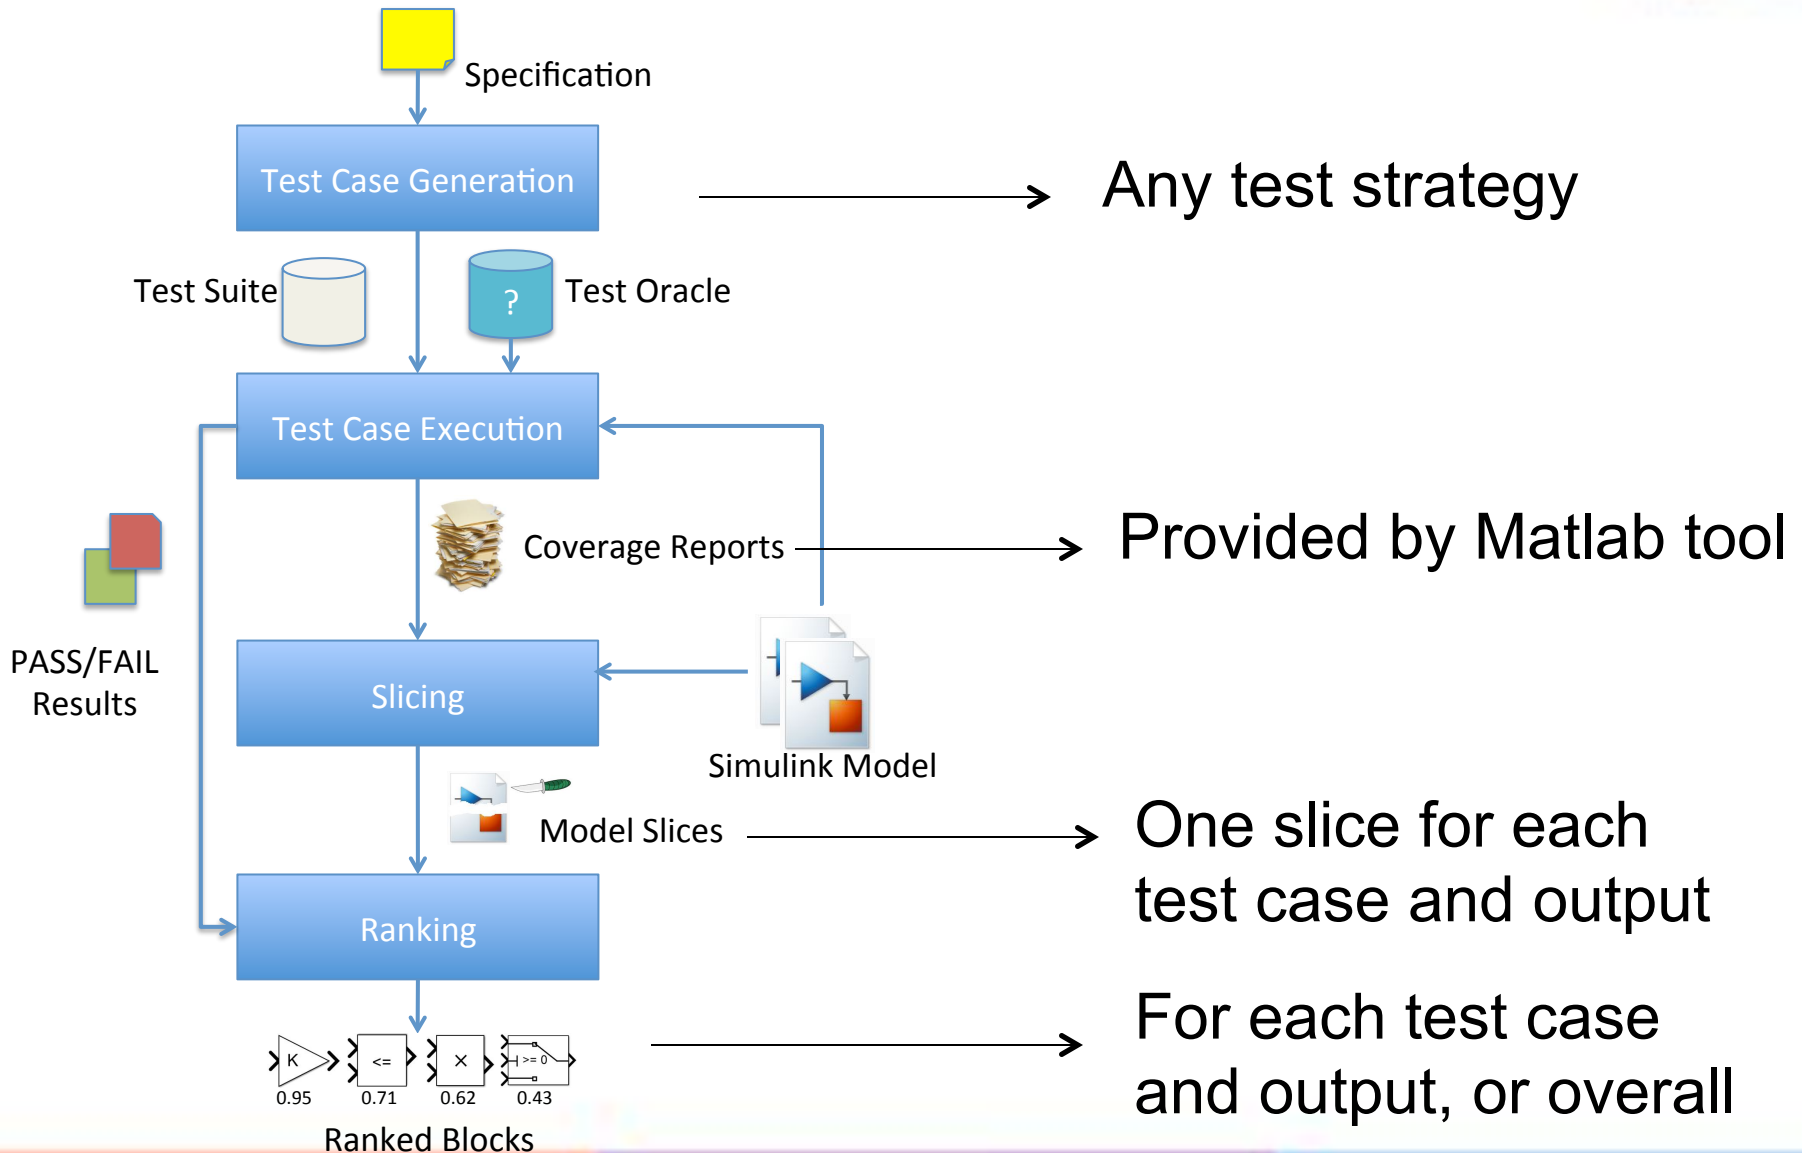 Specification
Test Case Generation
Any test strategy
Test Suite
?
Test Oracle
Test Case Execution
Coverage Reports
Provided by Matlab tool
PASS/FAIL
Results
Slicing
Simulink Model
Model Slices
One slice for each
test case and output
Ranking
K
<=
×
>= 0
0.95
0.71
0.62
0.43
Ranked Blocks
For each test case
and output, or overall